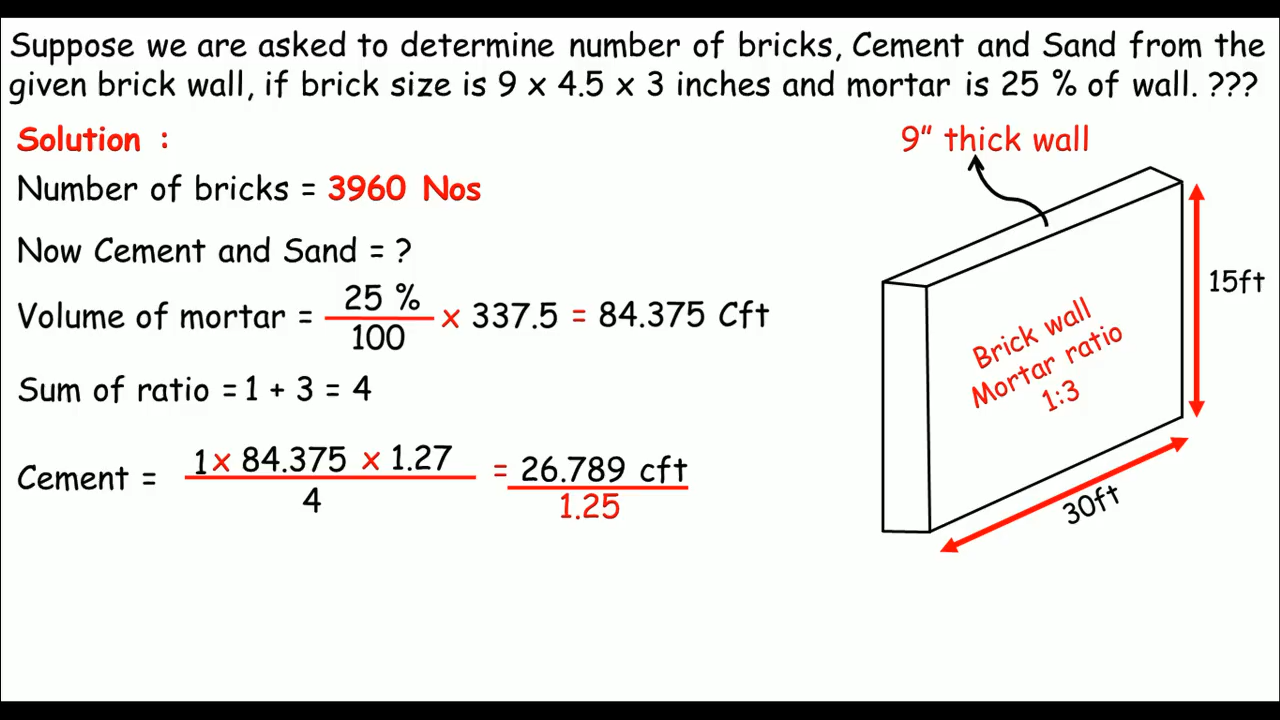 Suppose we are asked to determine number of bricks, Cement and Sand from the
given brick wall, if brick size is 9 x 4.5 x 3 inches and mortar is 25 % of wall. ???
Solution :
9” thick wall
Number of bricks = 3960 Nos
Now Cement and Sand = ?
Volume of mortar = 25 % / 100 x 337.5 = 84.375 Cft
Sum of ratio = 1 + 3 = 4
Cement = 1 x 84.375 x 1.27 / 4 = 26.789 cft / 1.25
15ft
Brick wall
Mortar ratio
1:3
30ft